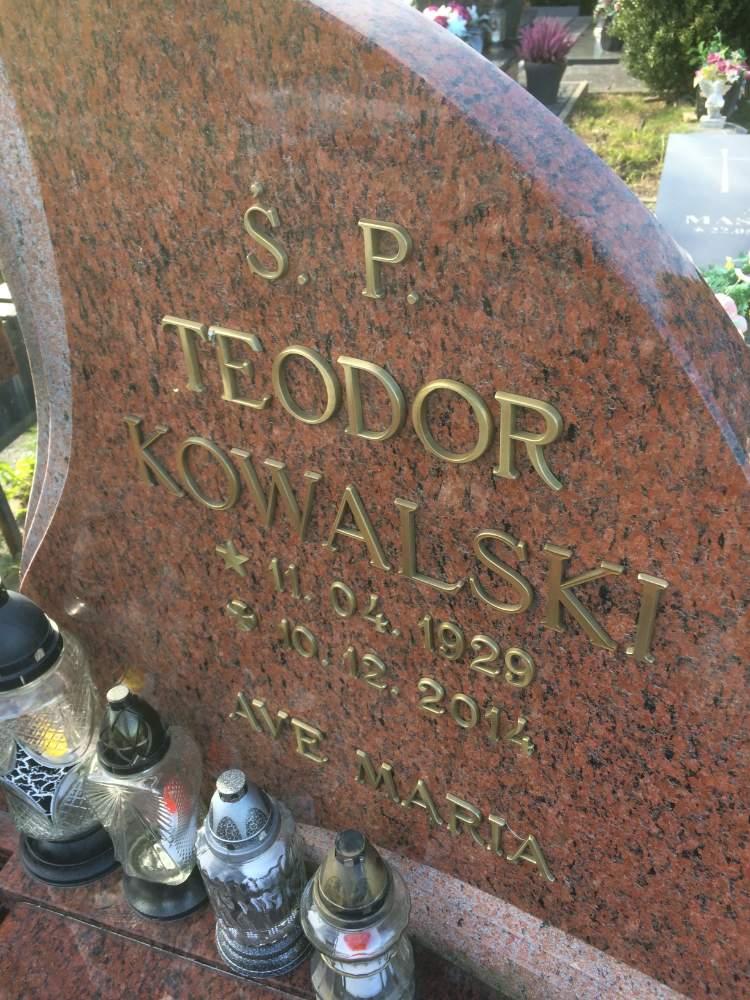 Ś. P.
TEODOR
KOWALSKI
★ 11. 04. 1929
10. 12. 2014
AVE MARIA